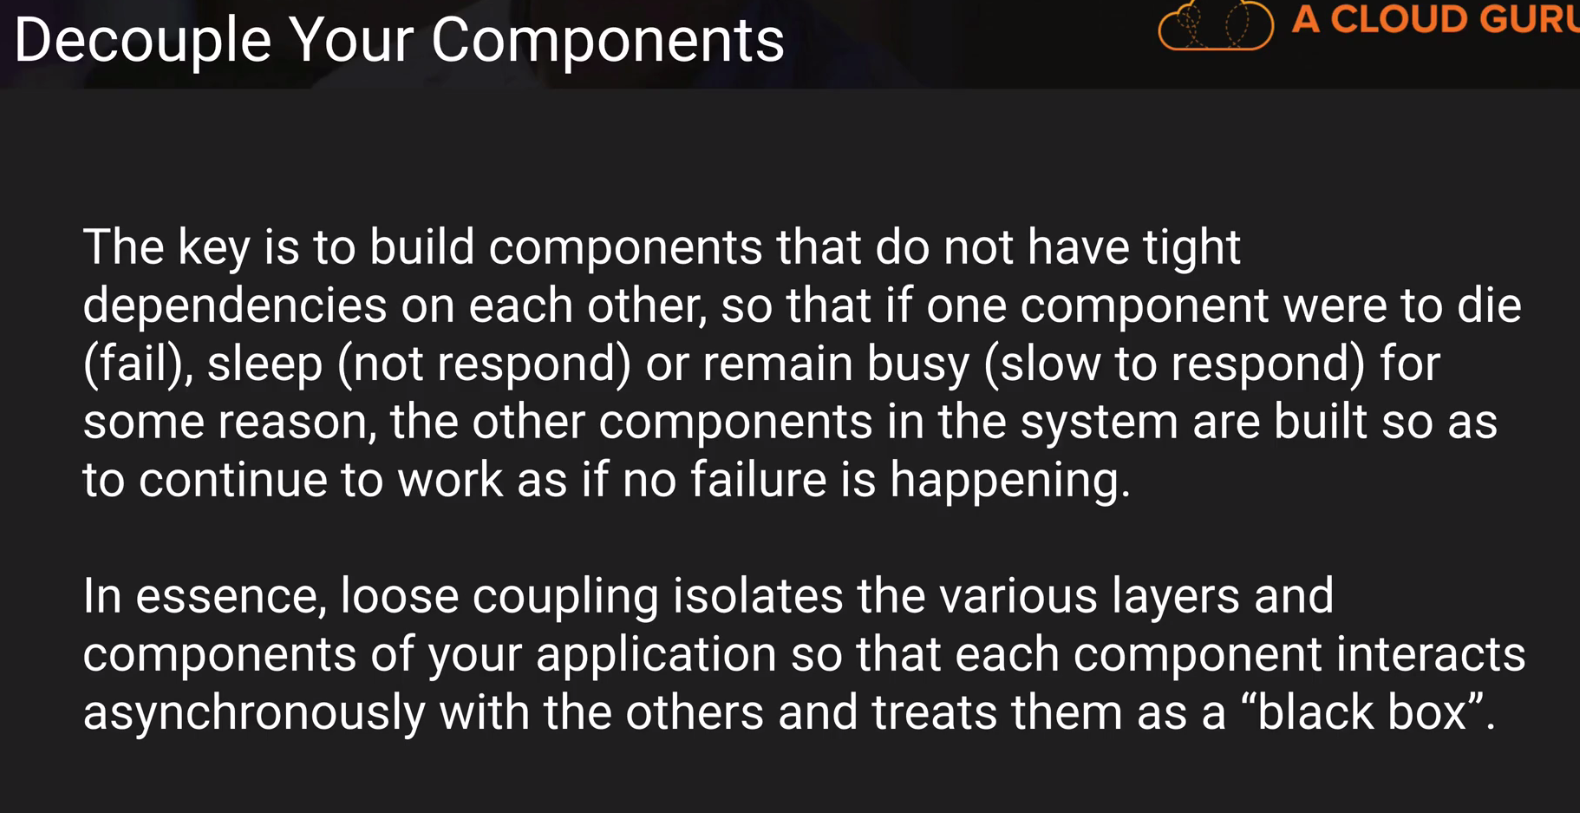 Decouple Your Components
A CLOUD GURU
The key is to build components that do not have tight
dependencies on each other, so that if one component were to die
(fail), sleep (not respond) or remain busy (slow to respond) for
some reason, the other components in the system are built so as
to continue to work as if no failure is happening.
In essence, loose coupling isolates the various layers and
components of your application so that each component interacts
asynchronously with the others and treats them as a “black box”.